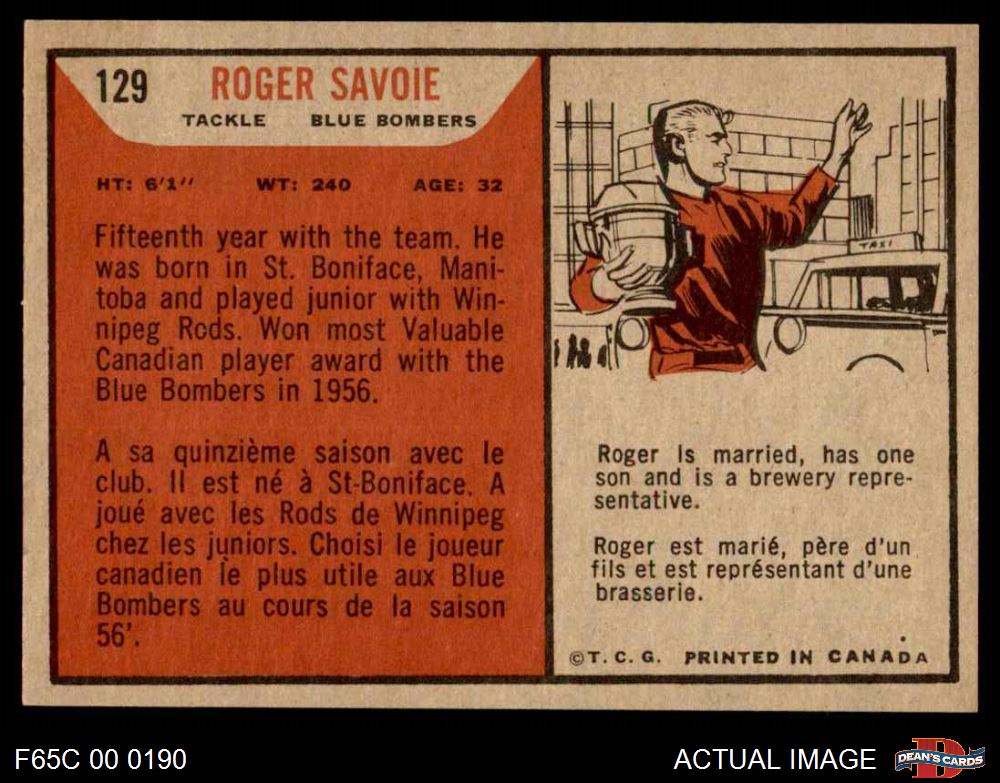 129 ROGER SAVOIE
TACKLE BLUE BOMBERS
HT: 6'1'' WT: 240 AGE: 32
Fifteenth year with the team. He
was born in St. Boniface, Mani-
toba and played junior with Win-
nipeg Rods. Won most Valuable
Canadian player award with the
Blue Bombers in 1956.
A sa quinzième saison avec le
club. Il est né à St-Boniface. A
joué avec les Rods de Winnipeg
chez les juniors. Choisi le joueur
canadien le plus utile aux Blue
Bombers au cours de la saison
56'.
TAXI
Roger Is married, has one
son and is a brewery repre-
sentative.
Roger est marié, père d'un
fils et est représentant d'une
brasserie.
©T. C. G. PRINTED IN CANADA
F65C 00 0190
ACTUAL IMAGE
D
DEAN'S CARDS